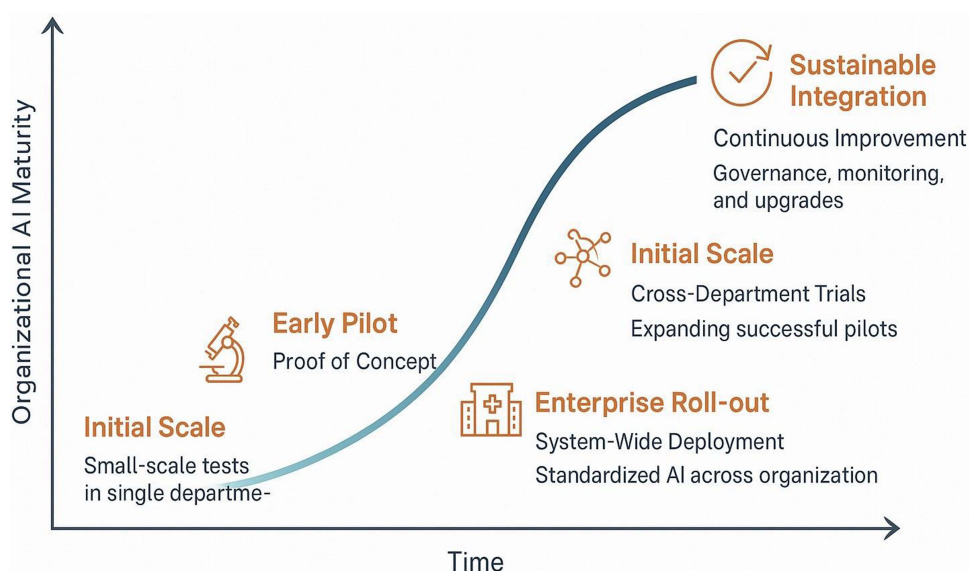 Organizational AI Maturity
Sustainable
Integration
Continuous Improvement
Governance, monitoring,
and upgrades
Initial Scale
Cross-Department Trials
Expanding successful pilots
Early Pilot
Proof of Concept
Enterprise Roll-out
System-Wide Deployment
Standardized AI across organization
Initial Scale
Small-scale tests
in single departme-
Time